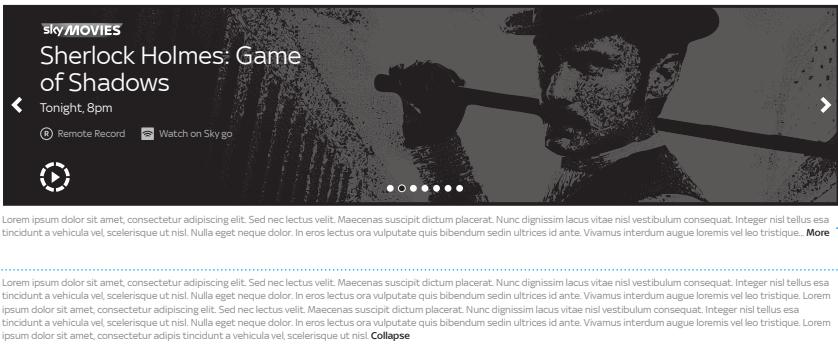 sky MOVIES
Sherlock Holmes: Game
of Shadows
Tonight, 8pm
R Remote Record Watch on Sky go
Lorem ipsum dolor sit amet, consectetur adipiscing elit. Sed nec lectus velit. Maecenas suscipit dictum placerat. Nunc dignissim lacus vitae nisl vestibulum consequat. Integer nisl tellus esa
tincidunt a vehicula vel, scelerisque ut nisl. Nulla eget neque dolor. In eros lectus ora vulputate quis bibendum sedin ultrices id ante. Vivamus interdum augue loremis vel leo tristique... More
Lorem ipsum dolor sit amet, consectetur adipiscing elit. Sed nec lectus velit. Maecenas suscipit dictum placerat. Nunc dignissim lacus vitae nisl vestibulum consequat. Integer nisl tellus esa
tincidunt a vehicula vel, scelerisque ut nisl. Nulla eget neque dolor. In eros lectus ora vulputate quis bibendum sedin ultrices id ante. Vivamus interdum augue loremis vel leo tristique. Lorem
ipsum dolor sit amet, consectetur adipiscing elit. Sed nec lectus velit. Maecenas suscipit dictum placerat. Nunc dignissim lacus vitae nisl vestibulum consequat. Integer nisl tellus esa
tincidunt a vehicula vel, scelerisque ut nisl. Nulla eget neque dolor. In eros lectus ora vulputate quis bibendum sedin ultrices id ante. Vivamus interdum augue loremis vel leo tristique. Lorem
ipsum dolor sit amet, consectetur adipis tincidunt a vehicula vel, scelerisque ut nisl. Collapse